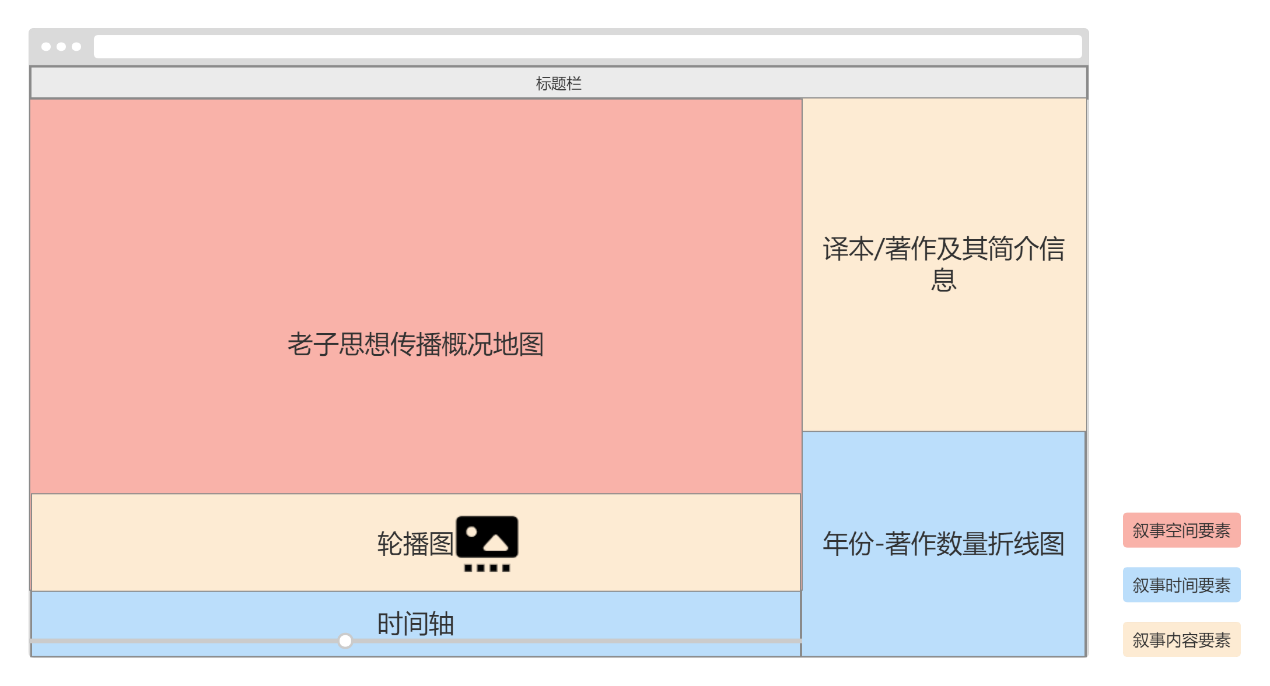 标题栏
老子思想传播概况地图
译本/著作及其简介信
息
轮播图
年份-著作数量折线图
时间轴
叙事空间要素
叙事时间要素
叙事内容要素